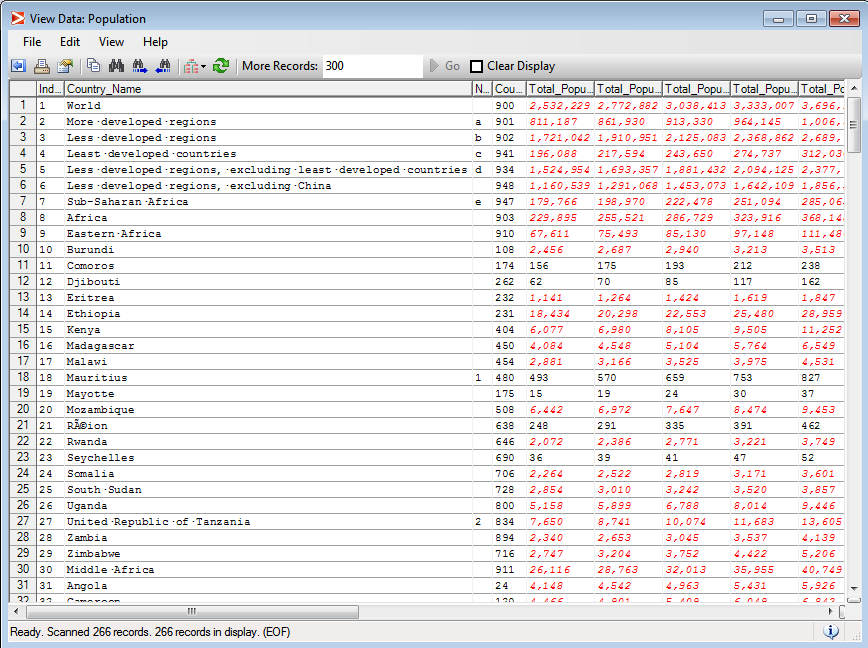 View Data: Population
File Edit View Help
More Records: 300 Go Clear Display
Ind... Country_Name N... Cou... Total_Popu... Total_Popu... Total_Popu... Total_Popu... Total_Po
1 1 World 900 2,532,229 2,772,882 3,038,413 3,333,007 3,696,
2 2 More·developed·regions a 901 811,187 861,930 913,330 964,145 1,006,
3 3 Less·developed·regions b 902 1,721,042 1,910,951 2,125,083 2,368,862 2,689,
4 4 Least·developed·countries c 941 196,088 217,594 243,650 274,737 312,03
5 5 Less·developed·regions,·excluding·least·developed·countries d 934 1,524,954 1,693,357 1,881,432 2,094,125 2,377,
6 6 Less·developed·regions,·excluding·China 948 1,160,539 1,291,068 1,453,073 1,642,109 1,856,
7 7 Sub-Saharan·Africa e 947 179,766 198,970 222,478 251,094 285,06
8 8 Africa 903 229,895 255,521 286,729 323,916 368,14
9 9 Eastern·Africa 910 67,611 75,493 85,130 97,148 111,48
10 10 Burundi 108 2,456 2,687 2,940 3,213 3,513
11 11 Comoros 174 156 175 193 212 238
12 12 Djibouti 262 62 70 85 117 162
13 13 Eritrea 232 1,141 1,264 1,424 1,619 1,847
14 14 Ethiopia 231 18,434 20,298 22,553 25,480 28,959
15 15 Kenya 404 6,077 6,980 8,105 9,505 11,252
16 16 Madagascar 450 4,084 4,548 5,104 5,764 6,549
17 17 Malawi 454 2,881 3,166 3,525 3,975 4,531
18 18 Mauritius 1 480 493 570 659 753 827
19 19 Mayotte 175 15 19 24 30 37
20 20 Mozambique 508 6,442 6,972 7,647 8,474 9,453
21 21 RÃ©ion 638 248 291 335 391 462
22 22 Rwanda 646 2,072 2,386 2,771 3,221 3,749
23 23 Seychelles 690 36 39 41 47 52
24 24 Somalia 706 2,264 2,522 2,819 3,171 3,601
25 25 South·Sudan 728 2,854 3,010 3,242 3,520 3,857
26 26 Uganda 800 5,158 5,899 6,788 8,014 9,446
27 27 United·Republic·of·Tanzania 2 834 7,650 8,741 10,074 11,683 13,605
28 28 Zambia 894 2,340 2,653 3,045 3,537 4,139
29 29 Zimbabwe 716 2,747 3,204 3,752 4,422 5,206
30 30 Middle·Africa 911 26,116 28,763 32,013 35,955 40,749
31 31 Angola 24 4,148 4,542 4,963 5,431 5,926
32 32 Cameroon 120
Ready. Scanned 266 records. 266 records in display. (EOF)